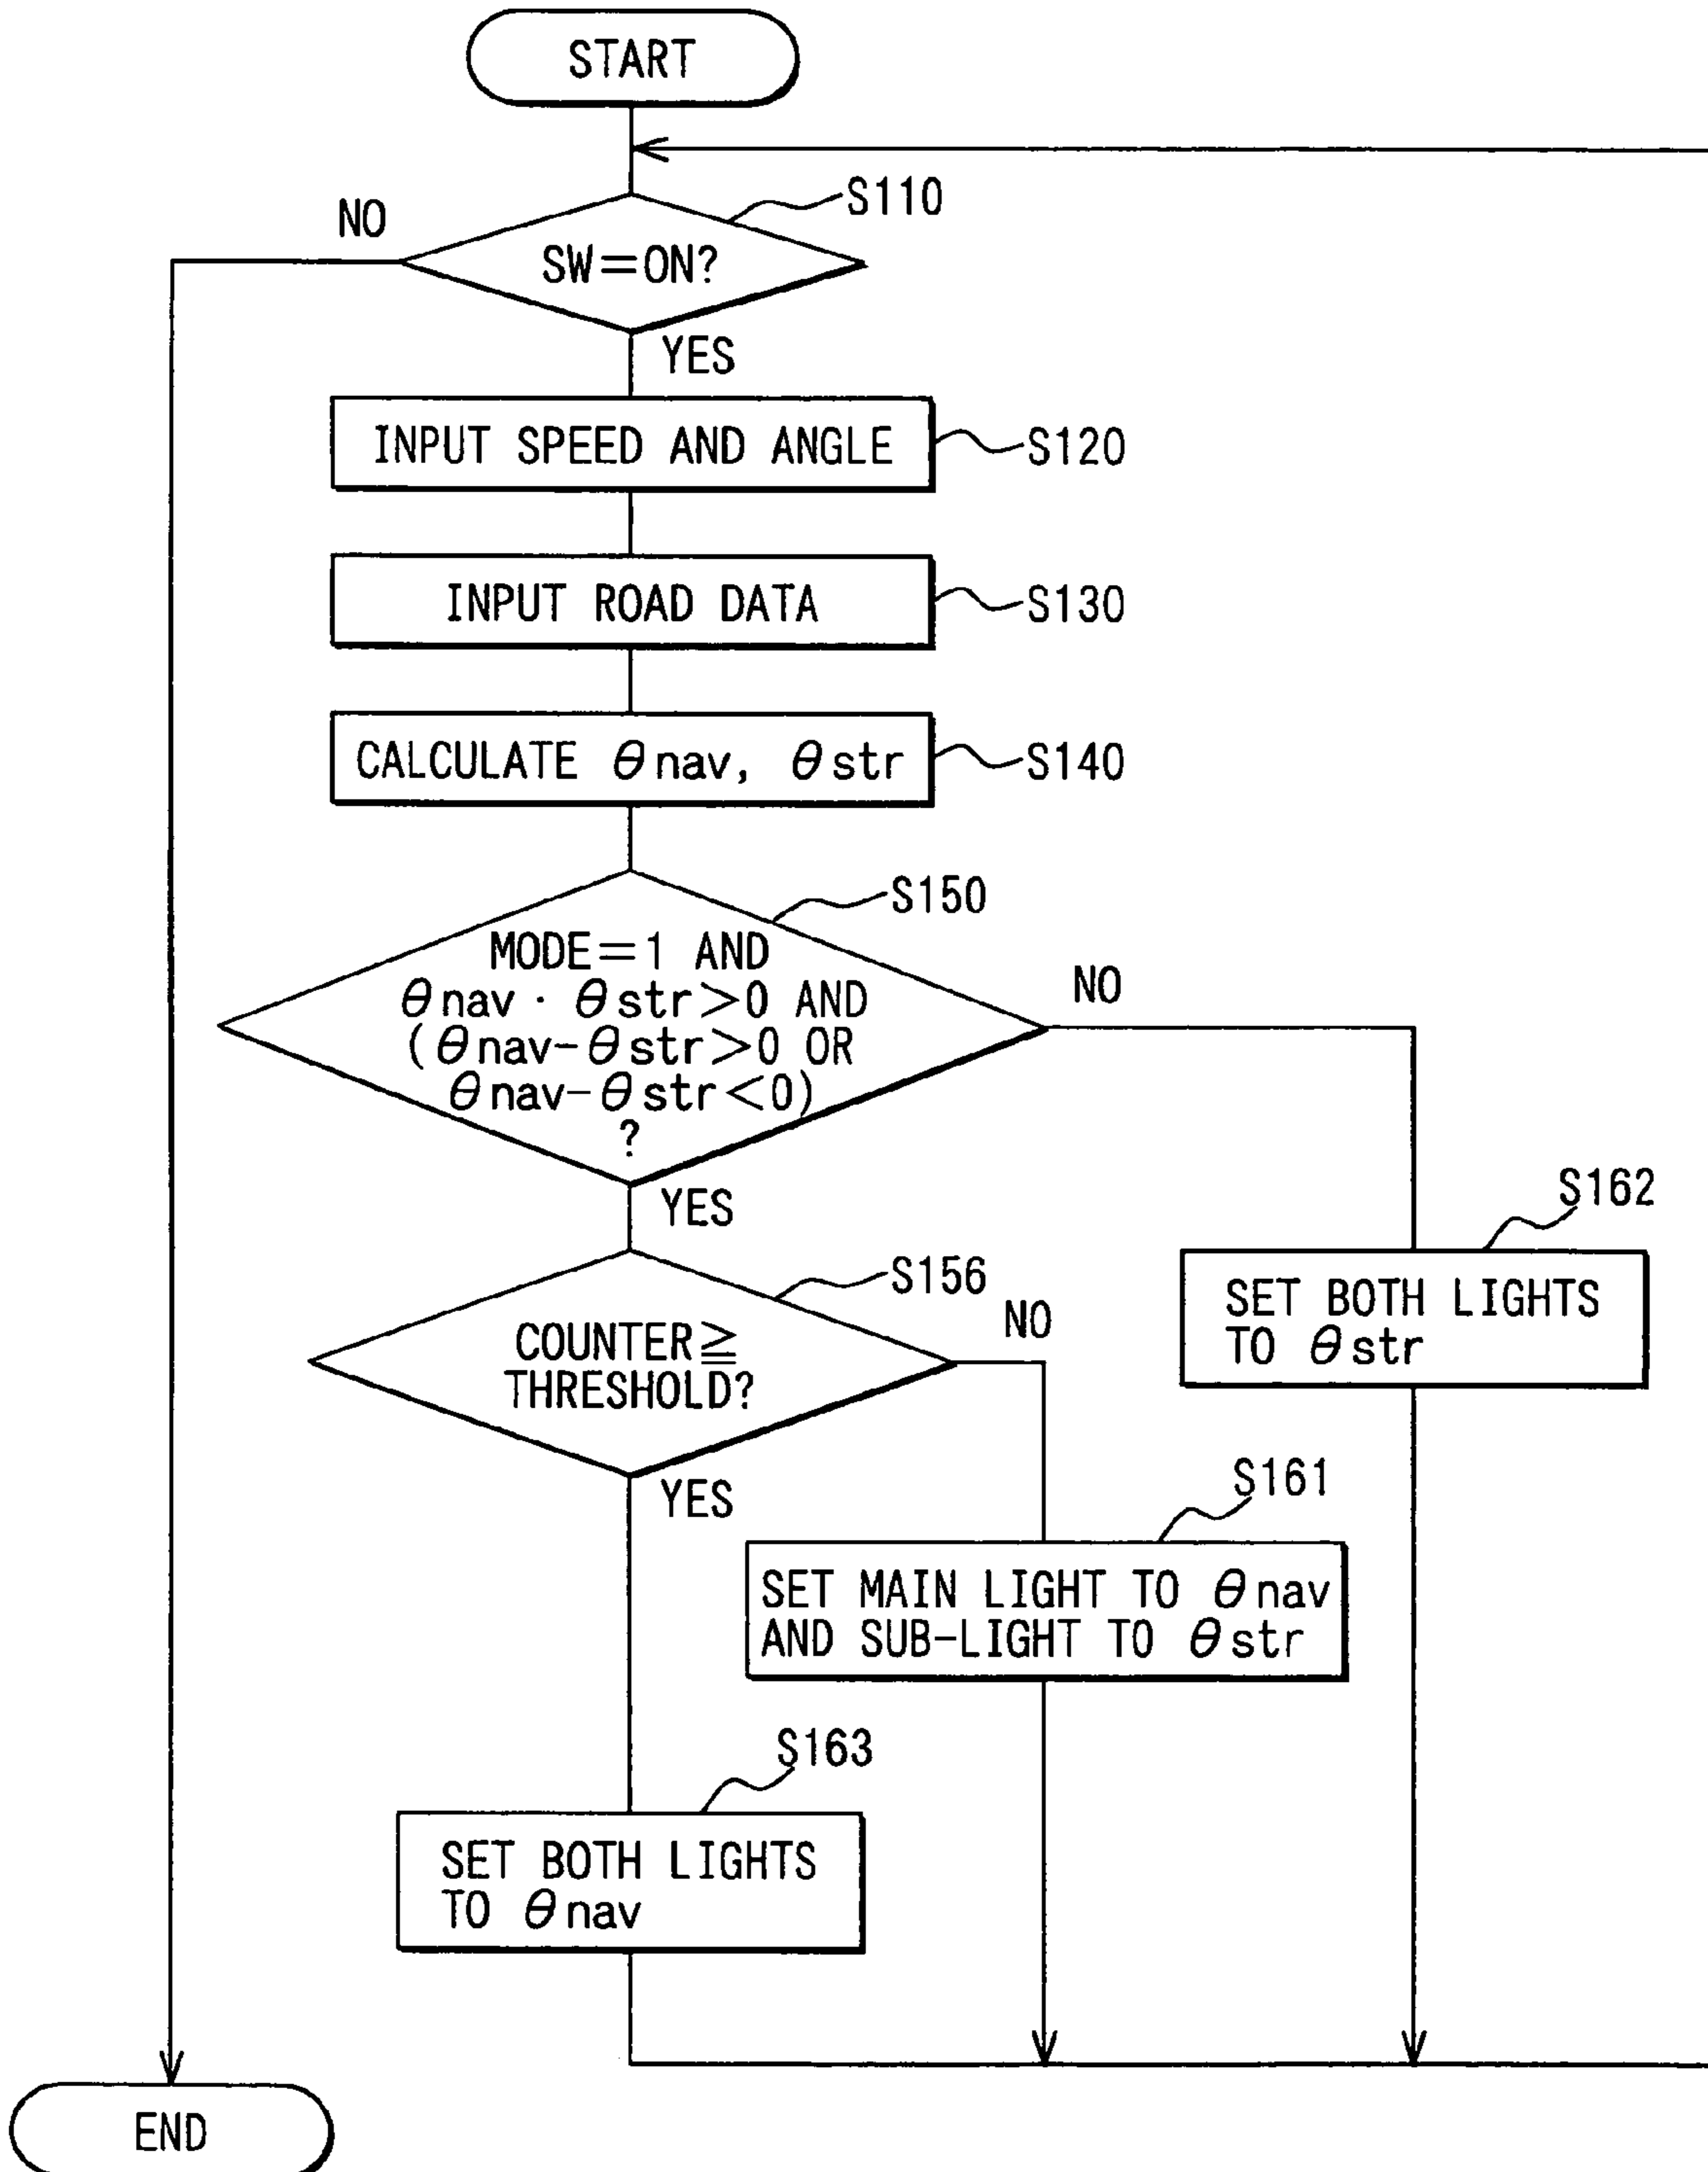 START
S110
NO
SW=ON?
YES
INPUT SPEED AND ANGLE
S120
INPUT ROAD DATA
S130
CALCULATE θnav, θstr
S140
S150
MODE=1 AND
θnav · θstr>0 AND
(θnav-θstr>0 OR
θnav-θstr<0)
?
NO
YES
S162
SET BOTH LIGHTS
TO θstr
S156
NO
COUNTER≧
THRESHOLD?
YES
S161
SET MAIN LIGHT TO θnav
AND SUB-LIGHT TO θstr
S163
SET BOTH LIGHTS
TO θnav
END